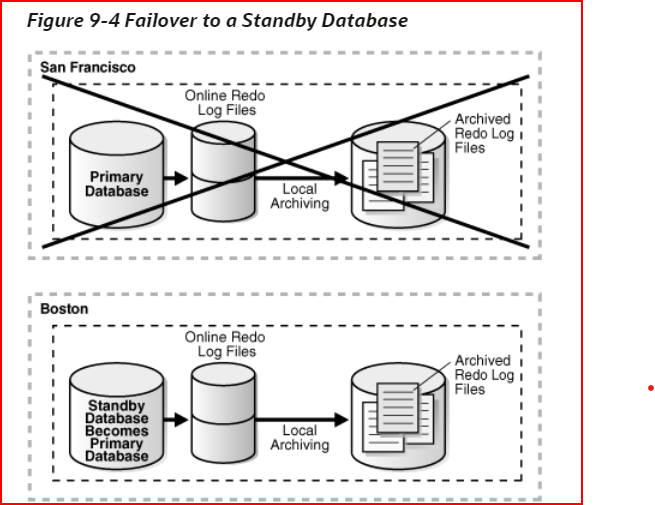 Figure 9-4 Failover to a Standby Database
San Francisco
Online Redo
Log Files
Archived
Redo Log
Files
Primary
Database
Local
Archiving
Boston
Online Redo
Log Files
Archived
Redo Log
Files
Standby
Database
Becomes
Primary
Database
Local
Archiving